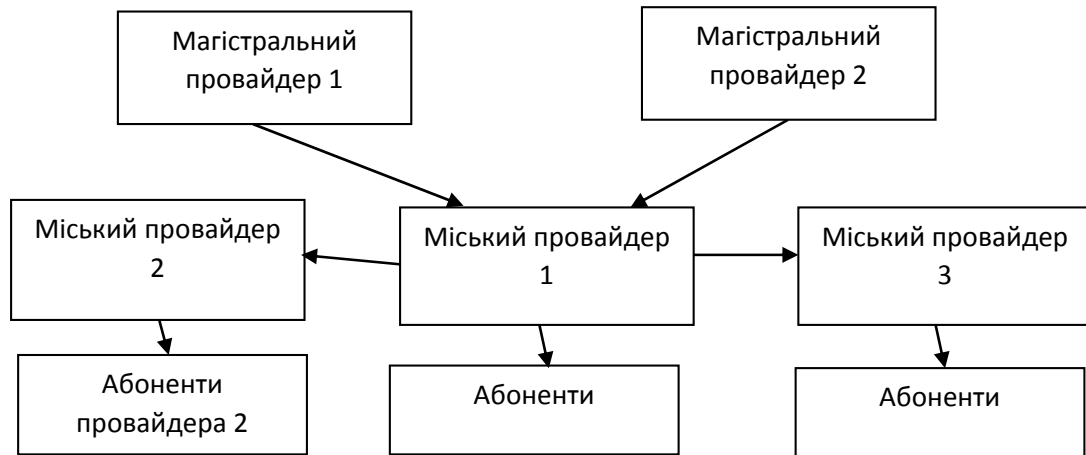 Магістральний
провайдер 1
Магістральний
провайдер 2
Міський провайдер
2
Міський провайдер
1
Міський провайдер
3
Абоненти
провайдера 2
Абоненти
Абоненти